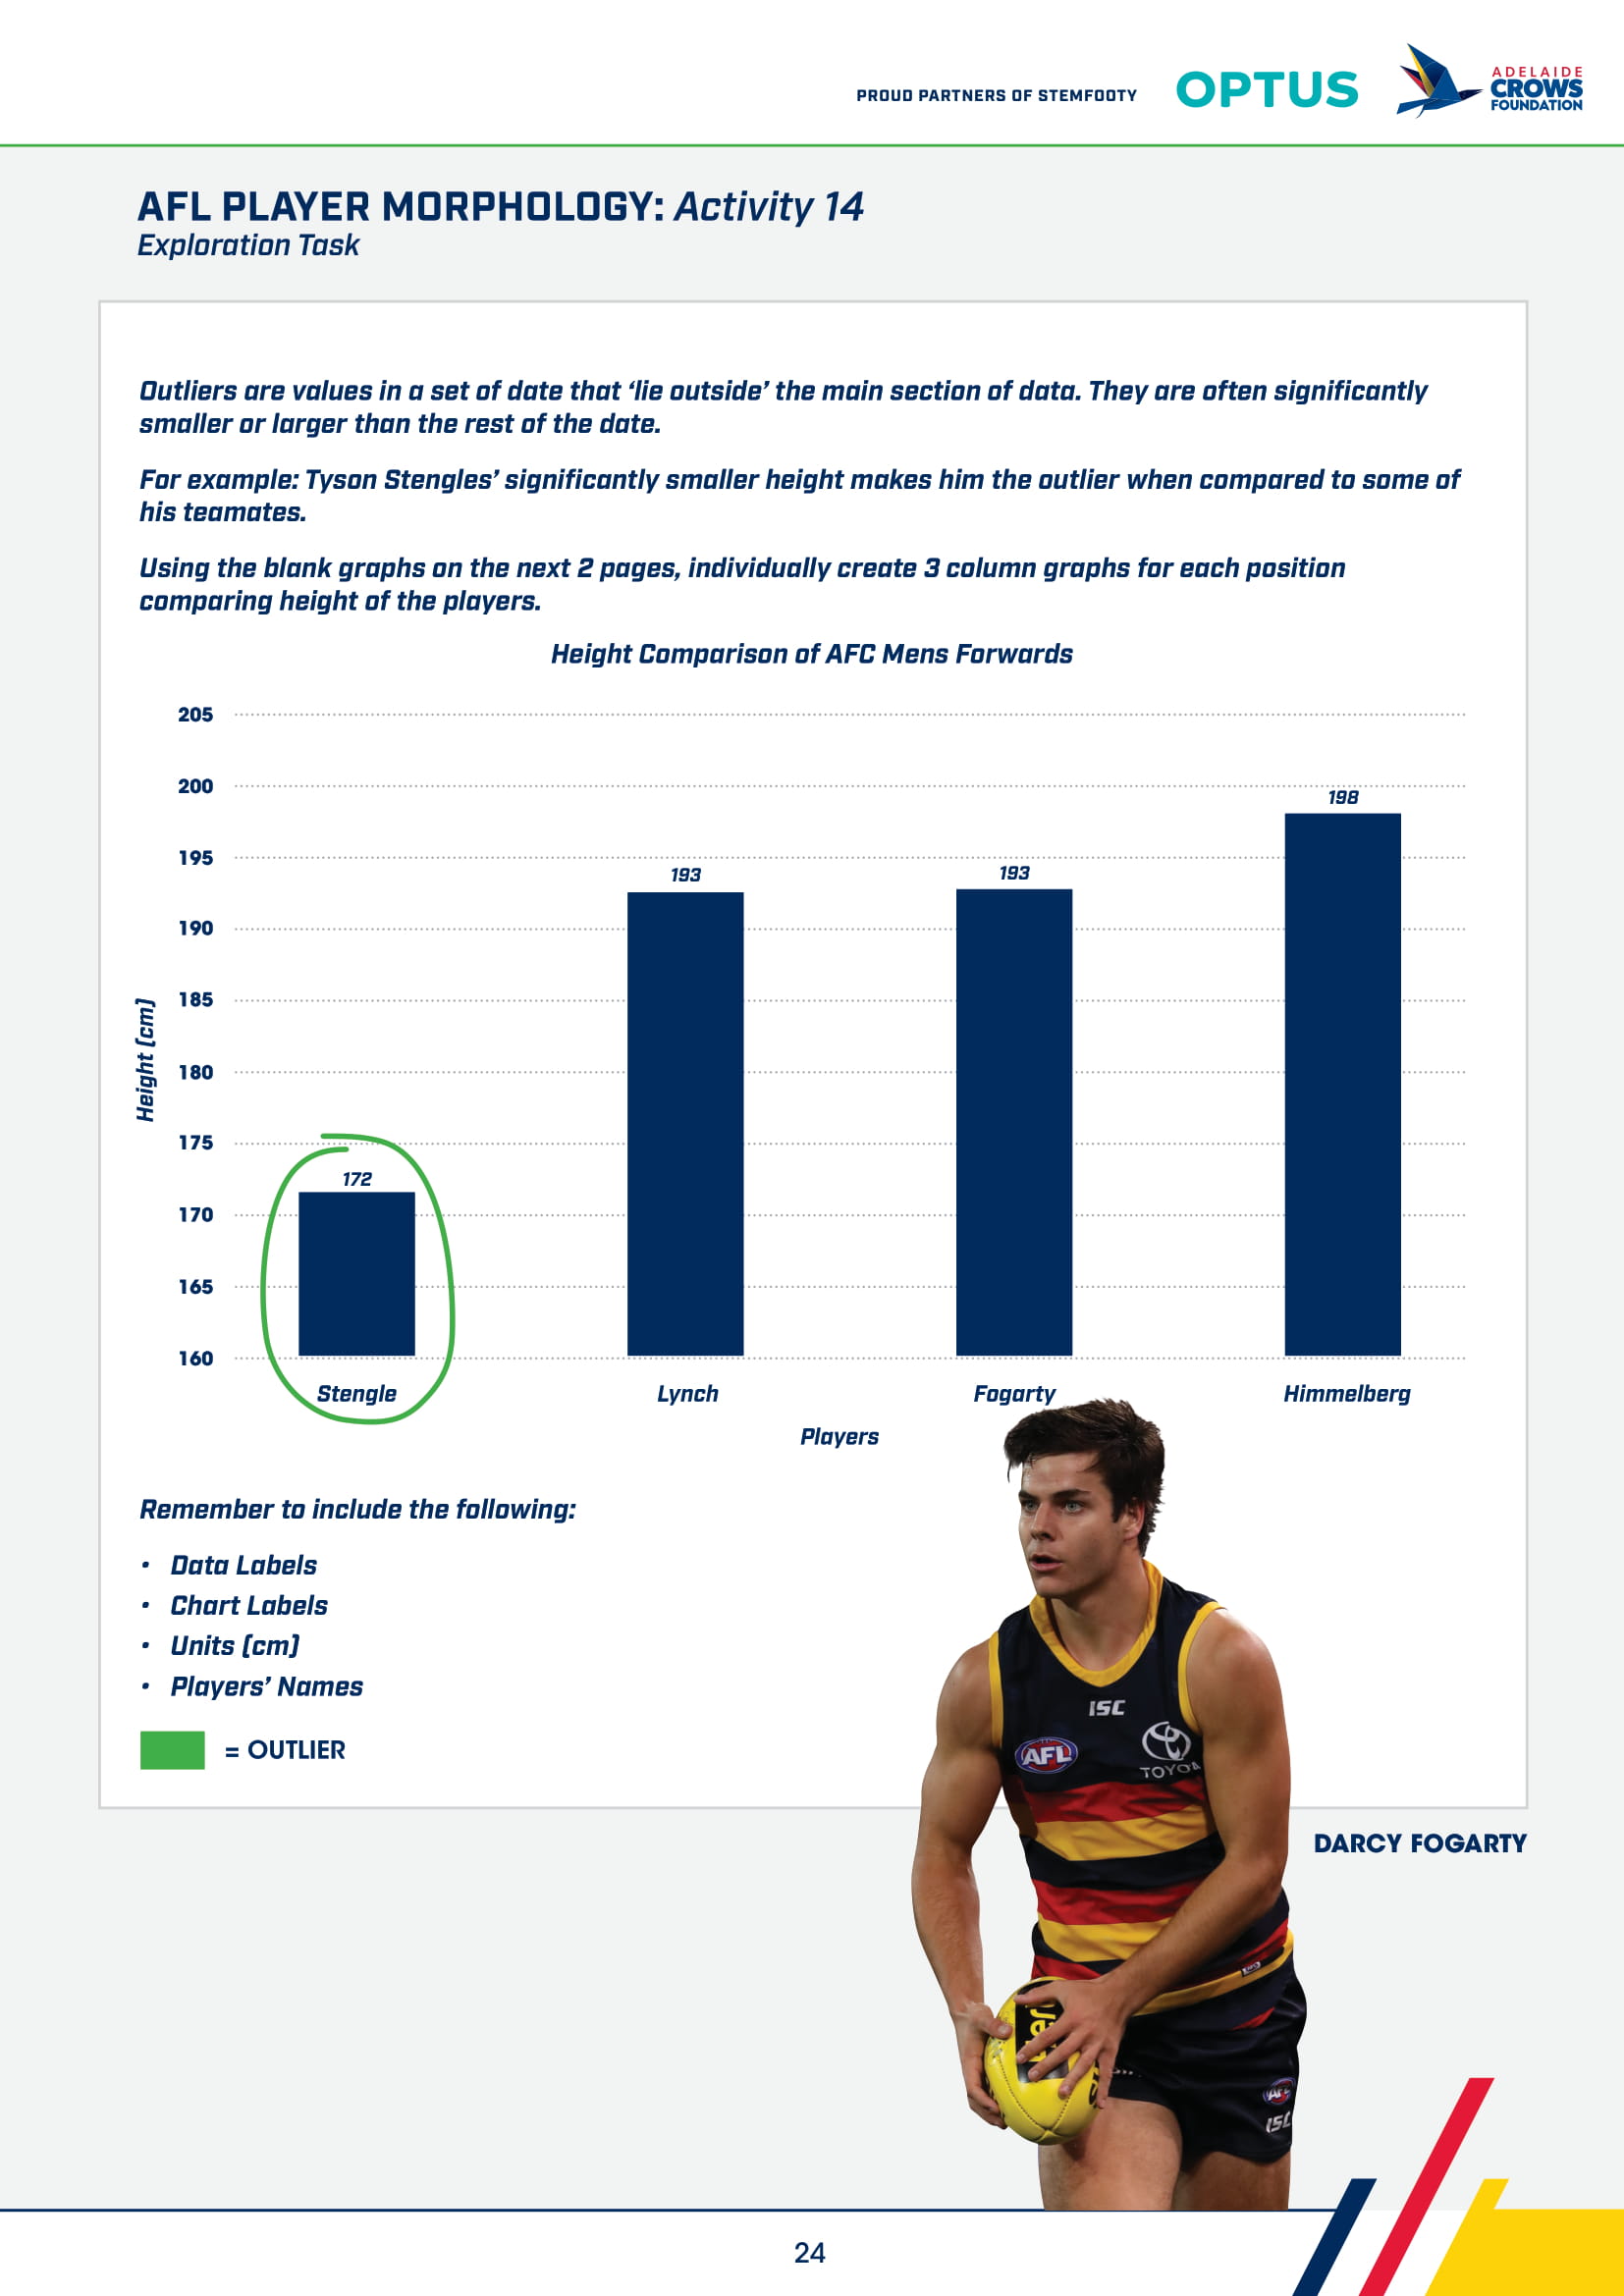 PROUD PARTNERS OF STEMFOOTY
OPTUS
ADELAIDE
CROWS
FOUNDATION
AFL PLAYER MORPHOLOGY: Activity 14
Exploration Task
Outliers are values in a set of date that ‘lie outside’ the main section of data. They are often significantly
smaller or larger than the rest of the date.
For example: Tyson Stengles’ significantly smaller height makes him the outlier when compared to some of
his teamates.
Using the blank graphs on the next 2 pages, individually create 3 column graphs for each position
comparing height of the players.
Height Comparison of AFC Mens Forwards
205
200
195
190
185
180
175
170
165
160
Height (cm)
172
193
193
198
Stengle
Lynch
Fogarty
Himmelberg
Players
Remember to include the following:
• Data Labels
• Chart Labels
• Units (cm)
• Players’ Names
= OUTLIER
ISC
AFL
TOYOTA
DARCY FOGARTY
AFL
ISC
24